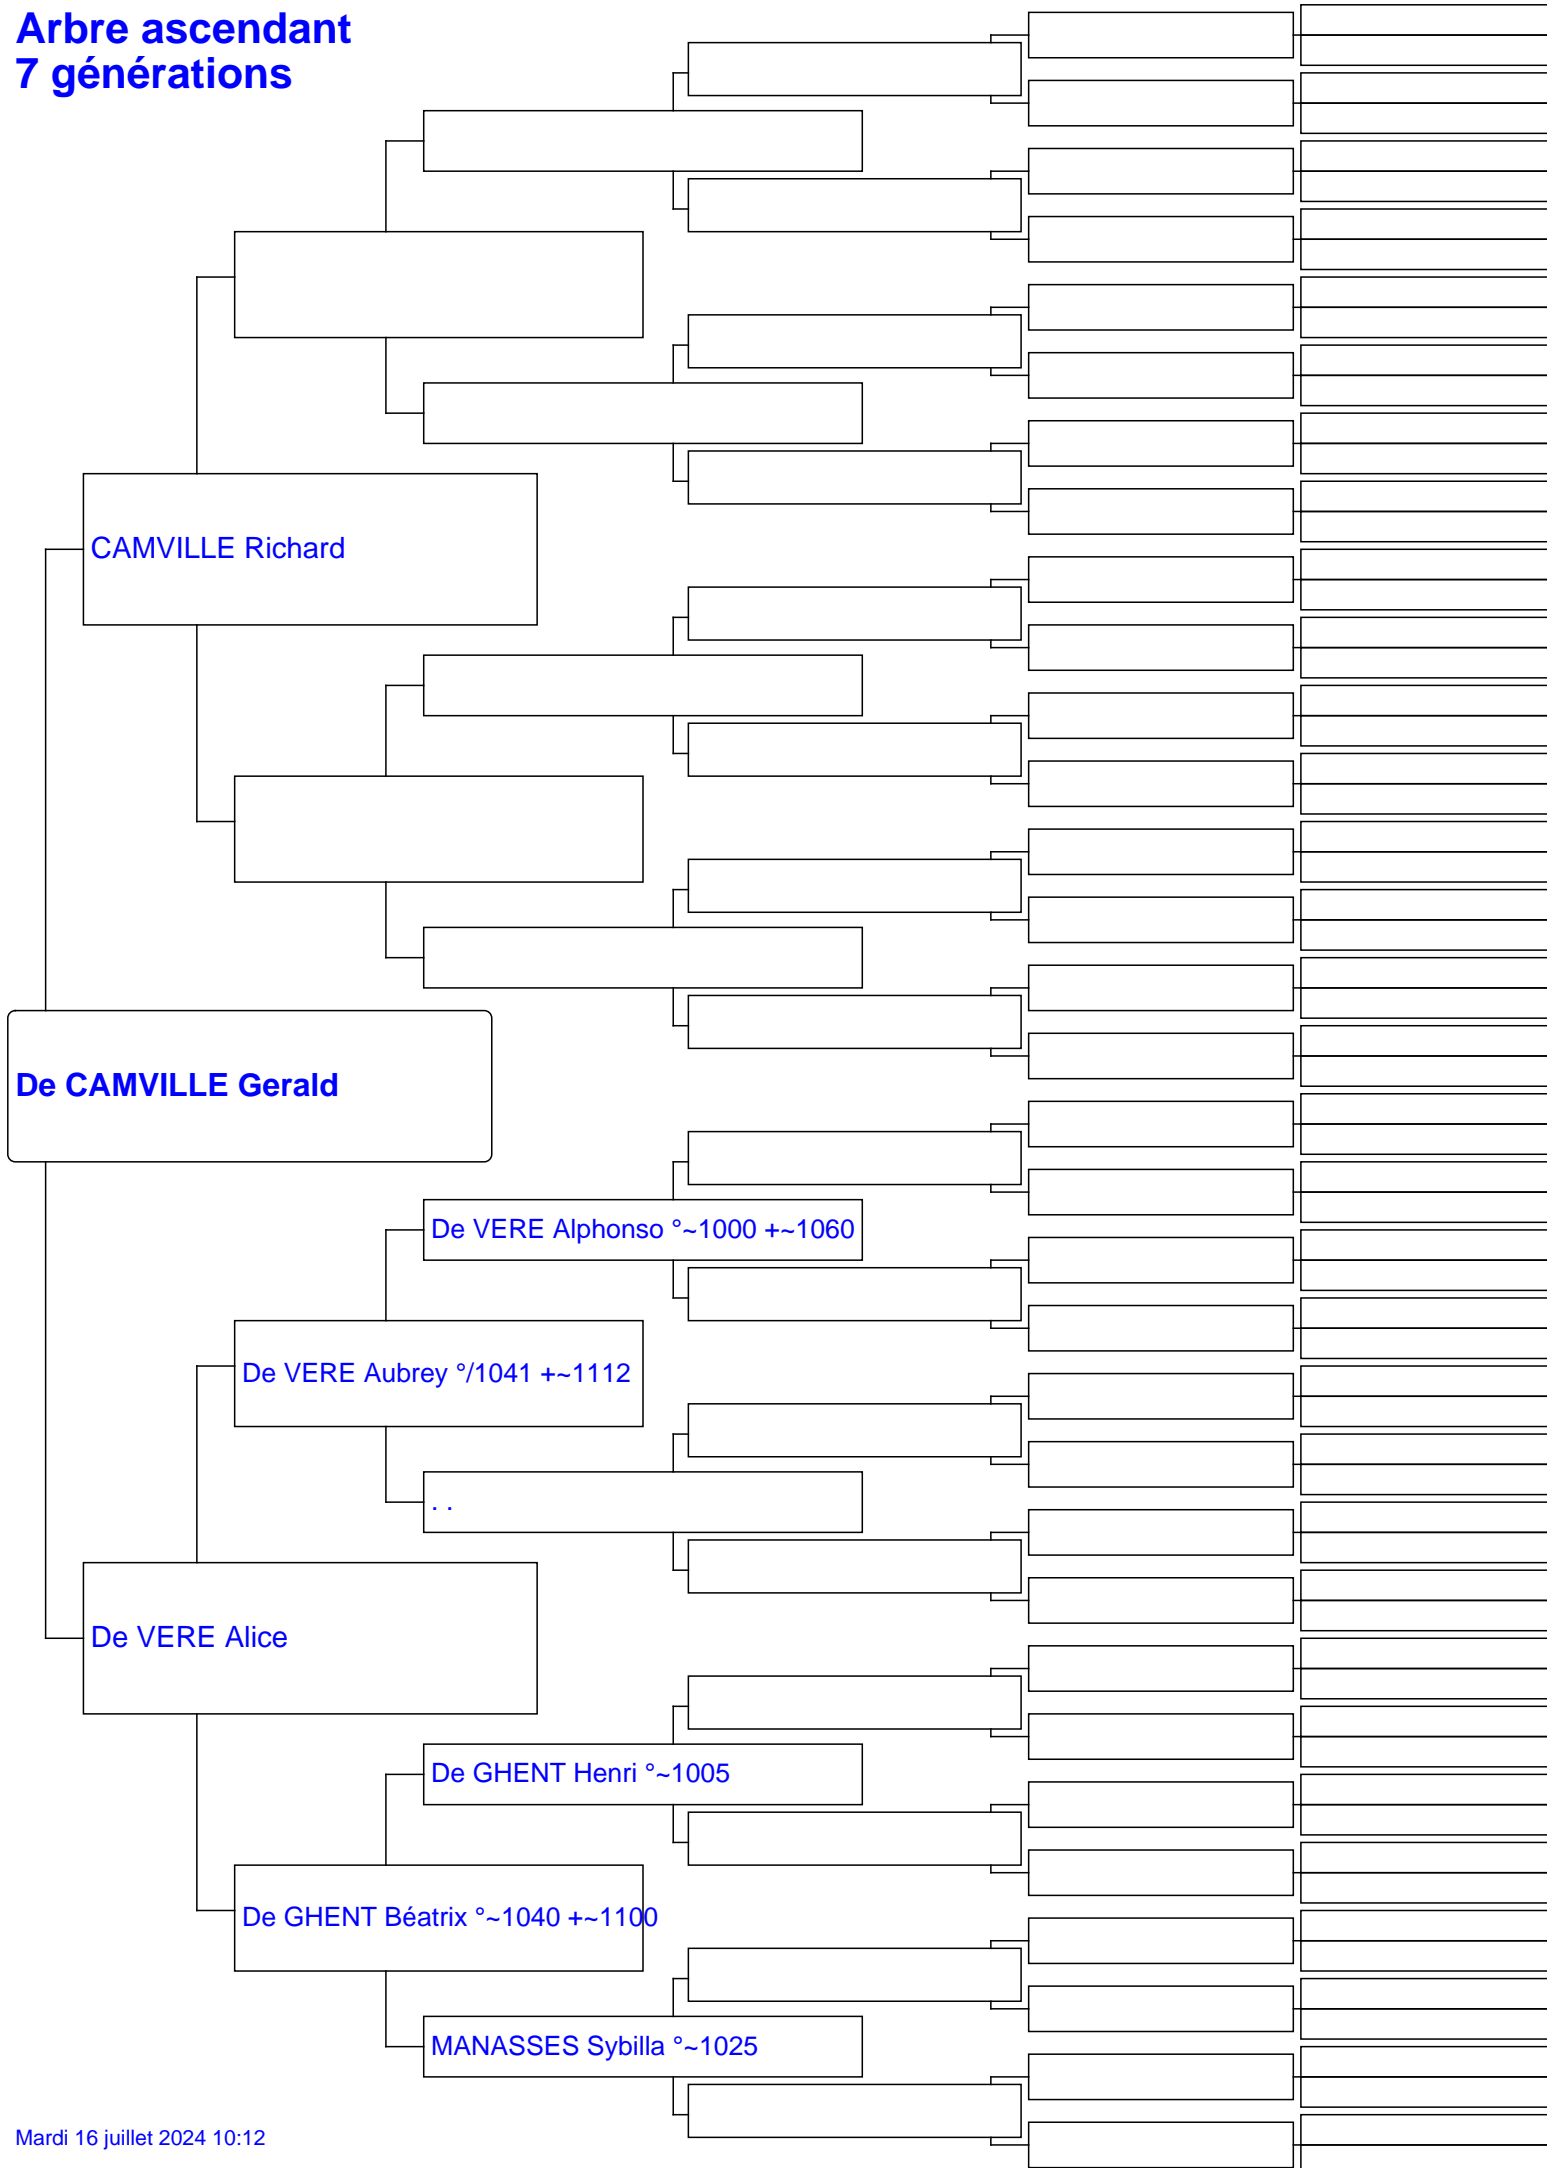 Arbre ascendant
7 générations
CAMVILLE Richard
De CAMVILLE Gerald
De VERE Alphonso °~1000 +~1060
De VERE Aubrey °/1041 +~1112
. .
De VERE Alice
De GHENT Henri °~1005
De GHENT Béatrix °~1040 +~1100
MANASSES Sybilla °~1025
Mardi 16 juillet 2024 10:12